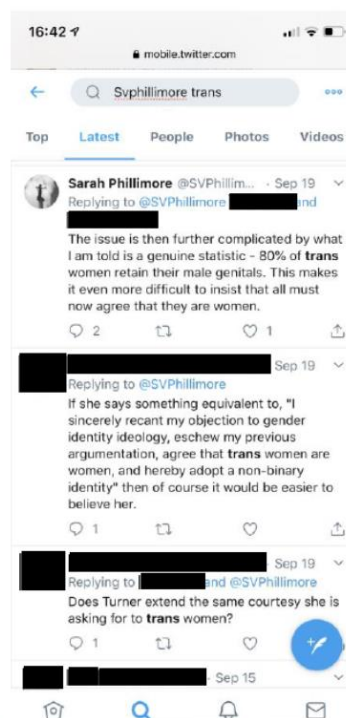 16:42
mobile.twitter.com
Svphillimore trans
Top Latest People Photos Videos
Sarah Phillimore @SVPhillim... · Sep 19
Replying to @SVPhillimore and
The issue is then further complicated by what
I am told is a genuine statistic - 80% of trans
women retain their male genitals. This makes
it even more difficult to insist that all must
now agree that they are women.
2 1
Sep 19
Replying to @SVPhillimore
If she says something equivalent to, "I
sincerely recant my objection to gender
identity ideology, eschew my previous
argumentation, agree that trans women are
women, and hereby adopt a non-binary
identity" then of course it would be easier to
believe her.
1
Sep 19
Replying to and @SVPhillimore
Does Turner extend the same courtesy she is
asking for to trans women?
1
· Sep 15